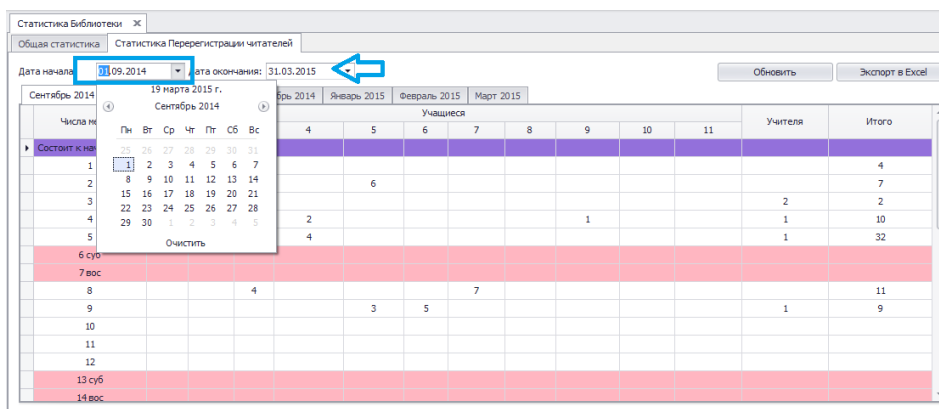 Статистика Библиотеки ✕
Общая статистика Статистика Перерегистрации читателей
Дата начала 01.09.2014 Дата окончания: 31.03.2015 Обновить Экспорт в Excel
19 марта 2015 г.
Сентябрь 2014 брь 2014 Январь 2015 Февраль 2015 Март 2015
Сентябрь 2014
Учащиеся
Числа ме 4 5 6 7 8 9 10 11 Учителя Итого
Пн Вт Ср Чт Пт Сб Вс
25 26 27 28 29 30 31
1 2 3 4 5 6 7
8 9 10 11 12 13 14
15 16 17 18 19 20 21
22 23 24 25 26 27 28
29 30 1 2 3 4 5
Очистить
Состоит к нач
1 4
2 6 7
3 2 2
4 2 1 1 10
5 4 1 32
6 суб
7 вос
8 4 7 11
9 3 5 1 9
10
11
12
13 суб
14 вос